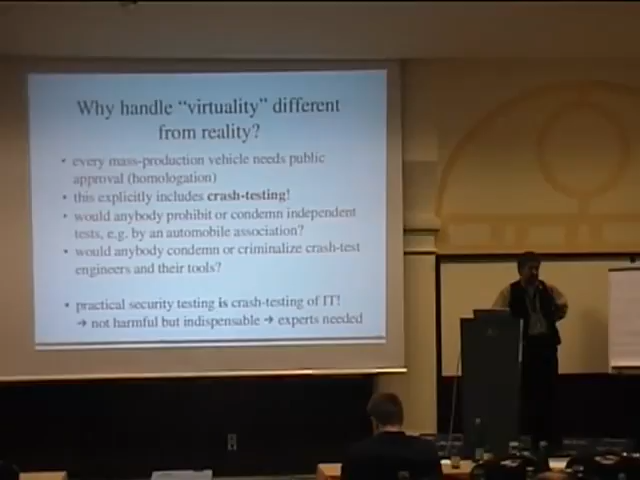 Why handle “virtuality” different
from reality?
• every mass-production vehicle needs public
approval (homologation)
• this explicitly includes crash-testing!
• would anybody prohibit or condemn independent
tests, e.g. by an automobile association?
• would anybody condemn or criminalize crash-test
engineers and their tools?
• practical security testing is crash-testing of IT!
➔ not harmful but indispensable ➔ experts needed